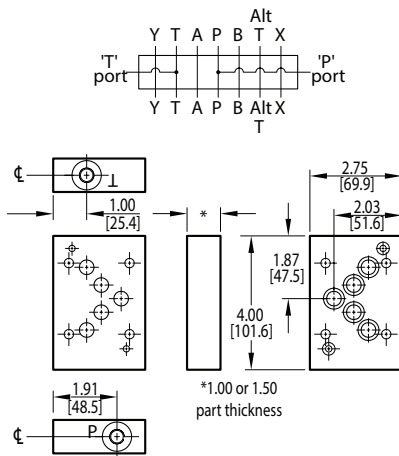 Alt
Y T A P B T X
'T' port
'P' port
Y T A P B Alt X
T
℄
T
1.00
[25.4]
*
2.75
[69.9]
2.03
[51.6]
1.87
[47.5]
4.00
[101.6]
1.91
[48.5]
*1.00 or 1.50
part thickness
℄
P